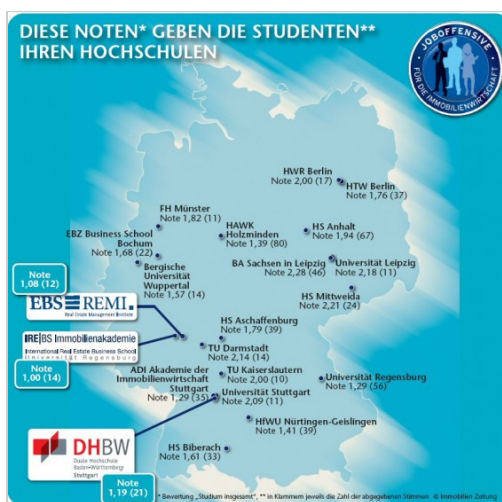 DIESE NOTEN* GEBEN DIE STUDENTEN**
IHREN HOCHSCHULEN
JOBOFFENSIVE
FÜR DIE IMMOBILIENWIRTSCHAFT
HWR Berlin
Note 2,00 (17)
HTW Berlin
Note 1,76 (37)
FH Münster
Note 1,82 (11)
HAWK
Holzminden
Note 1,39 (80)
HS Anhalt
Note 1,94 (67)
EBZ Business School
Bochum
Note 1,68 (22)
BA Sachsen in Leipzig
Note 2,28 (46)
Universität Leipzig
Note 2,18 (11)
Bergische
Universität
Wuppertal
Note 1,57 (14)
HS Mittweida
Note 2,21 (24)
Note
1,08 (12)
EBS REMI.
Real Estate Management Institute
HS Aschaffenburg
Note 1,79 (39)
IRE|BS Immobilienakademie
International Real Estate Business School
Universität Regensburg
Note
1,00 (14)
TU Darmstadt
Note 2,14 (14)
ADI Akademie der
Immobilienwirtschaft
Stuttgart
Note 1,29 (35)
TU Kaiserslautern
Note 2,00 (10)
Universität Regensburg
Note 1,29 (56)
Universität Stuttgart
Note 2,09 (11)
HfWU Nürtingen-Geislingen
Note 1,41 (39)
DHBW
Duale Hochschule
Baden-Württemberg
Stuttgart
Note
1,19 (21)
HS Biberach
Note 1,61 (33)
* Bewertung „Studium insgesamt", ** in Klammern jeweils die Zahl der abgegebenen Stimmen © Immobilien Zeitung